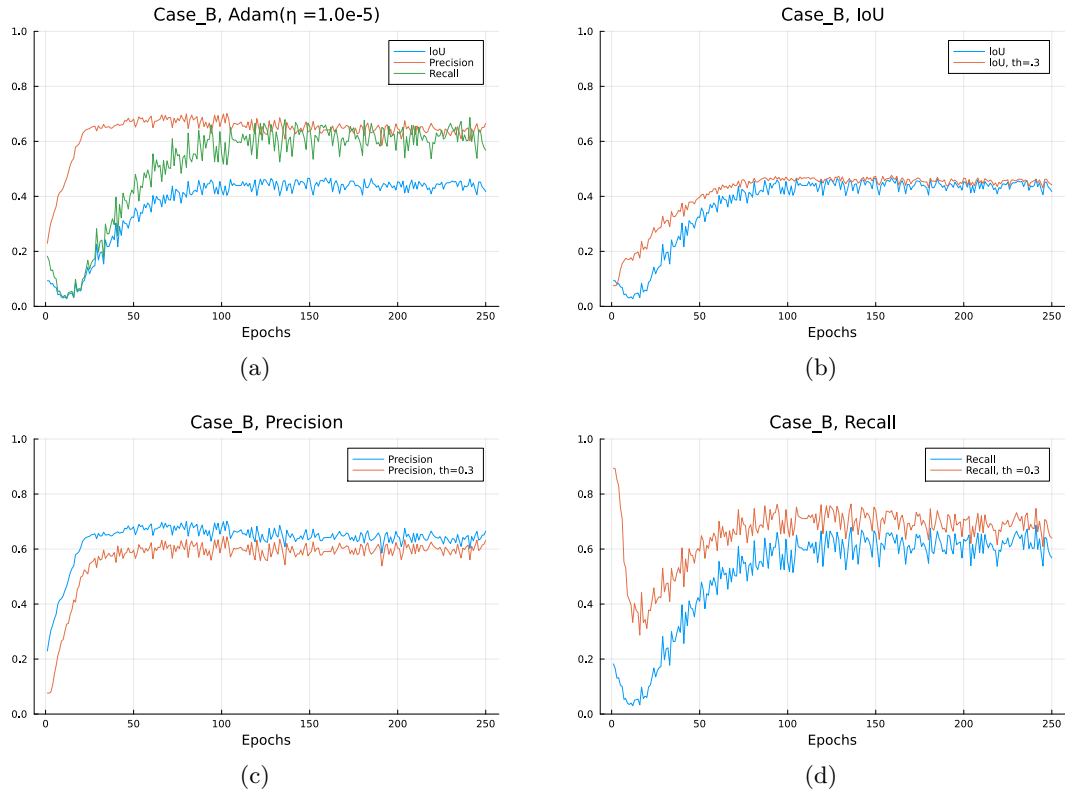 Case_B, Adam(η =1.0e-5)
1.0
0.8
0.6
0.4
0.2
0.0
IoU
Precision
Recall
0 50 100 150 200 250
Epochs
(a)
Case_B, IoU
1.0
0.8
0.6
0.4
0.2
0.0
IoU
IoU, th=.3
0 50 100 150 200 250
Epochs
(b)
Case_B, Precision
1.0
0.8
0.6
0.4
0.2
0.0
Precision
Precision, th=0.3
0 50 100 150 200 250
Epochs
(c)
Case_B, Recall
1.0
0.8
0.6
0.4
0.2
0.0
Recall
Recall, th =0.3
0 50 100 150 200 250
Epochs
(d)